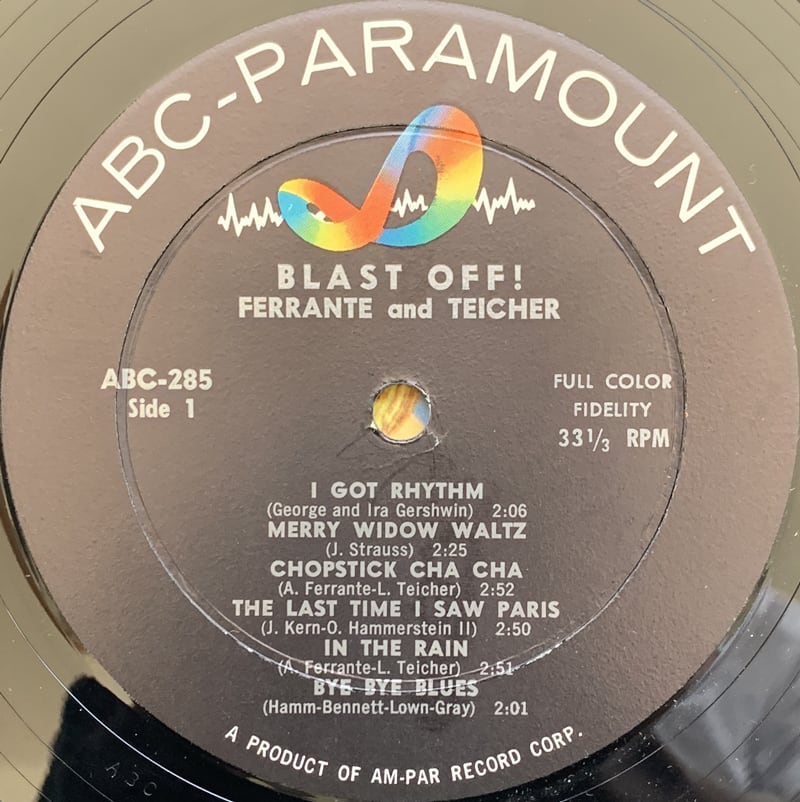 ABC-PARAMOUNT
BLAST OFF!
FERRANTE and TEICHER
ABC-285
Side 1
FULL COLOR
FIDELITY
33 1/3 RPM
I GOT RHYTHM
(George and Ira Gershwin) 2:06
MERRY WIDOW WALTZ
(J. Strauss) 2:25
CHOPSTICK CHA CHA
(A. Ferrante-L. Teicher) 2:52
THE LAST TIME I SAW PARIS
(J. Kern-O. Hammerstein II) 2:50
IN THE RAIN
(A. Ferrante-L. Teicher) 2:51
BYE BYE BLUES
(Hamm-Bennett-Lown-Gray) 2:01
A PRODUCT OF AM-PAR RECORD CORP.
ABC